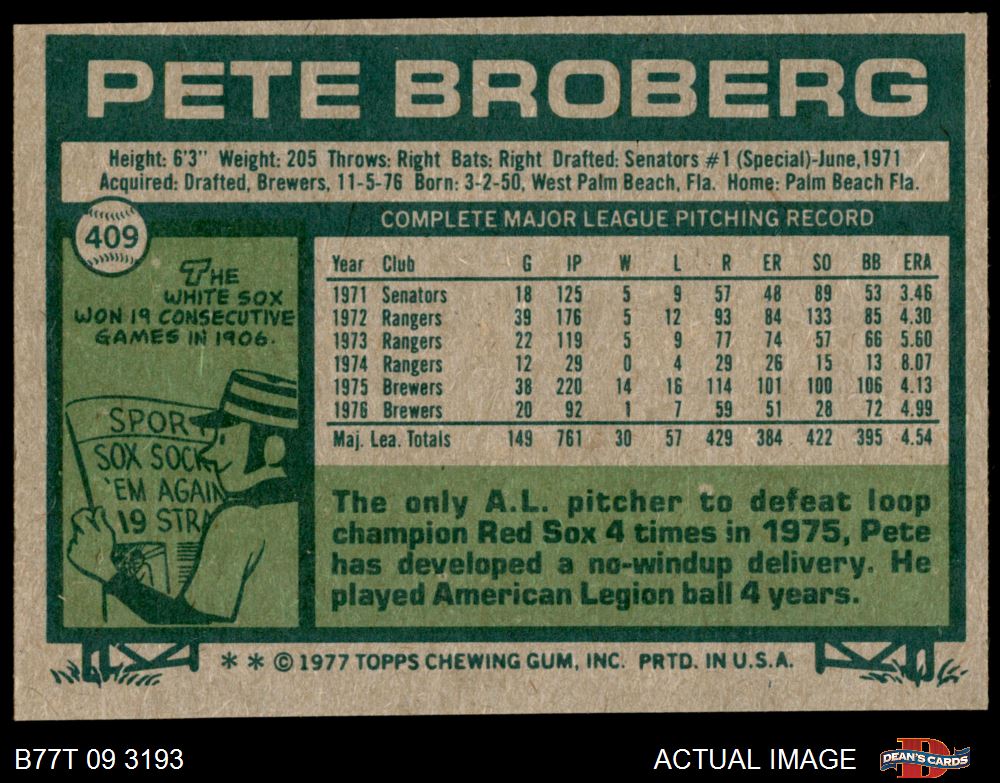 PETE BROBERG
Height: 6'3" Weight: 205 Throws: Right Bats: Right Drafted: Senators #1 (Special)-June,1971
Acquired: Drafted, Brewers, 11-5-76 Born: 3-2-50, West Palm Beach, Fla. Home: Palm Beach Fla.
409
THE
WHITE SOX
WON 19 CONSECUTIVE
GAMES IN 1906.
SPORT
SOX SOCK
'EM AGAIN
19 STRA
COMPLETE MAJOR LEAGUE PITCHING RECORD
Year Club G IP W L R ER SO BB ERA
1971 Senators 18 125 5 9 57 48 89 53 3.46
1972 Rangers 39 176 5 12 93 84 133 85 4.30
1973 Rangers 22 119 5 9 77 74 57 66 5.60
1974 Rangers 12 29 0 4 29 26 15 13 8.07
1975 Brewers 38 220 14 16 114 101 100 106 4.13
1976 Brewers 20 92 1 7 59 51 28 72 4.99
Maj. Lea. Totals 149 761 30 57 429 384 422 395 4.54
The only A.L. pitcher to defeat loop
champion Red Sox 4 times in 1975, Pete
has developed a no-windup delivery. He
played American Legion ball 4 years.
* * © 1977 TOPPS CHEWING GUM, INC. PRTD. IN U.S.A.
B77T 09 3193
ACTUAL IMAGE
D
DEAN'S CARDS